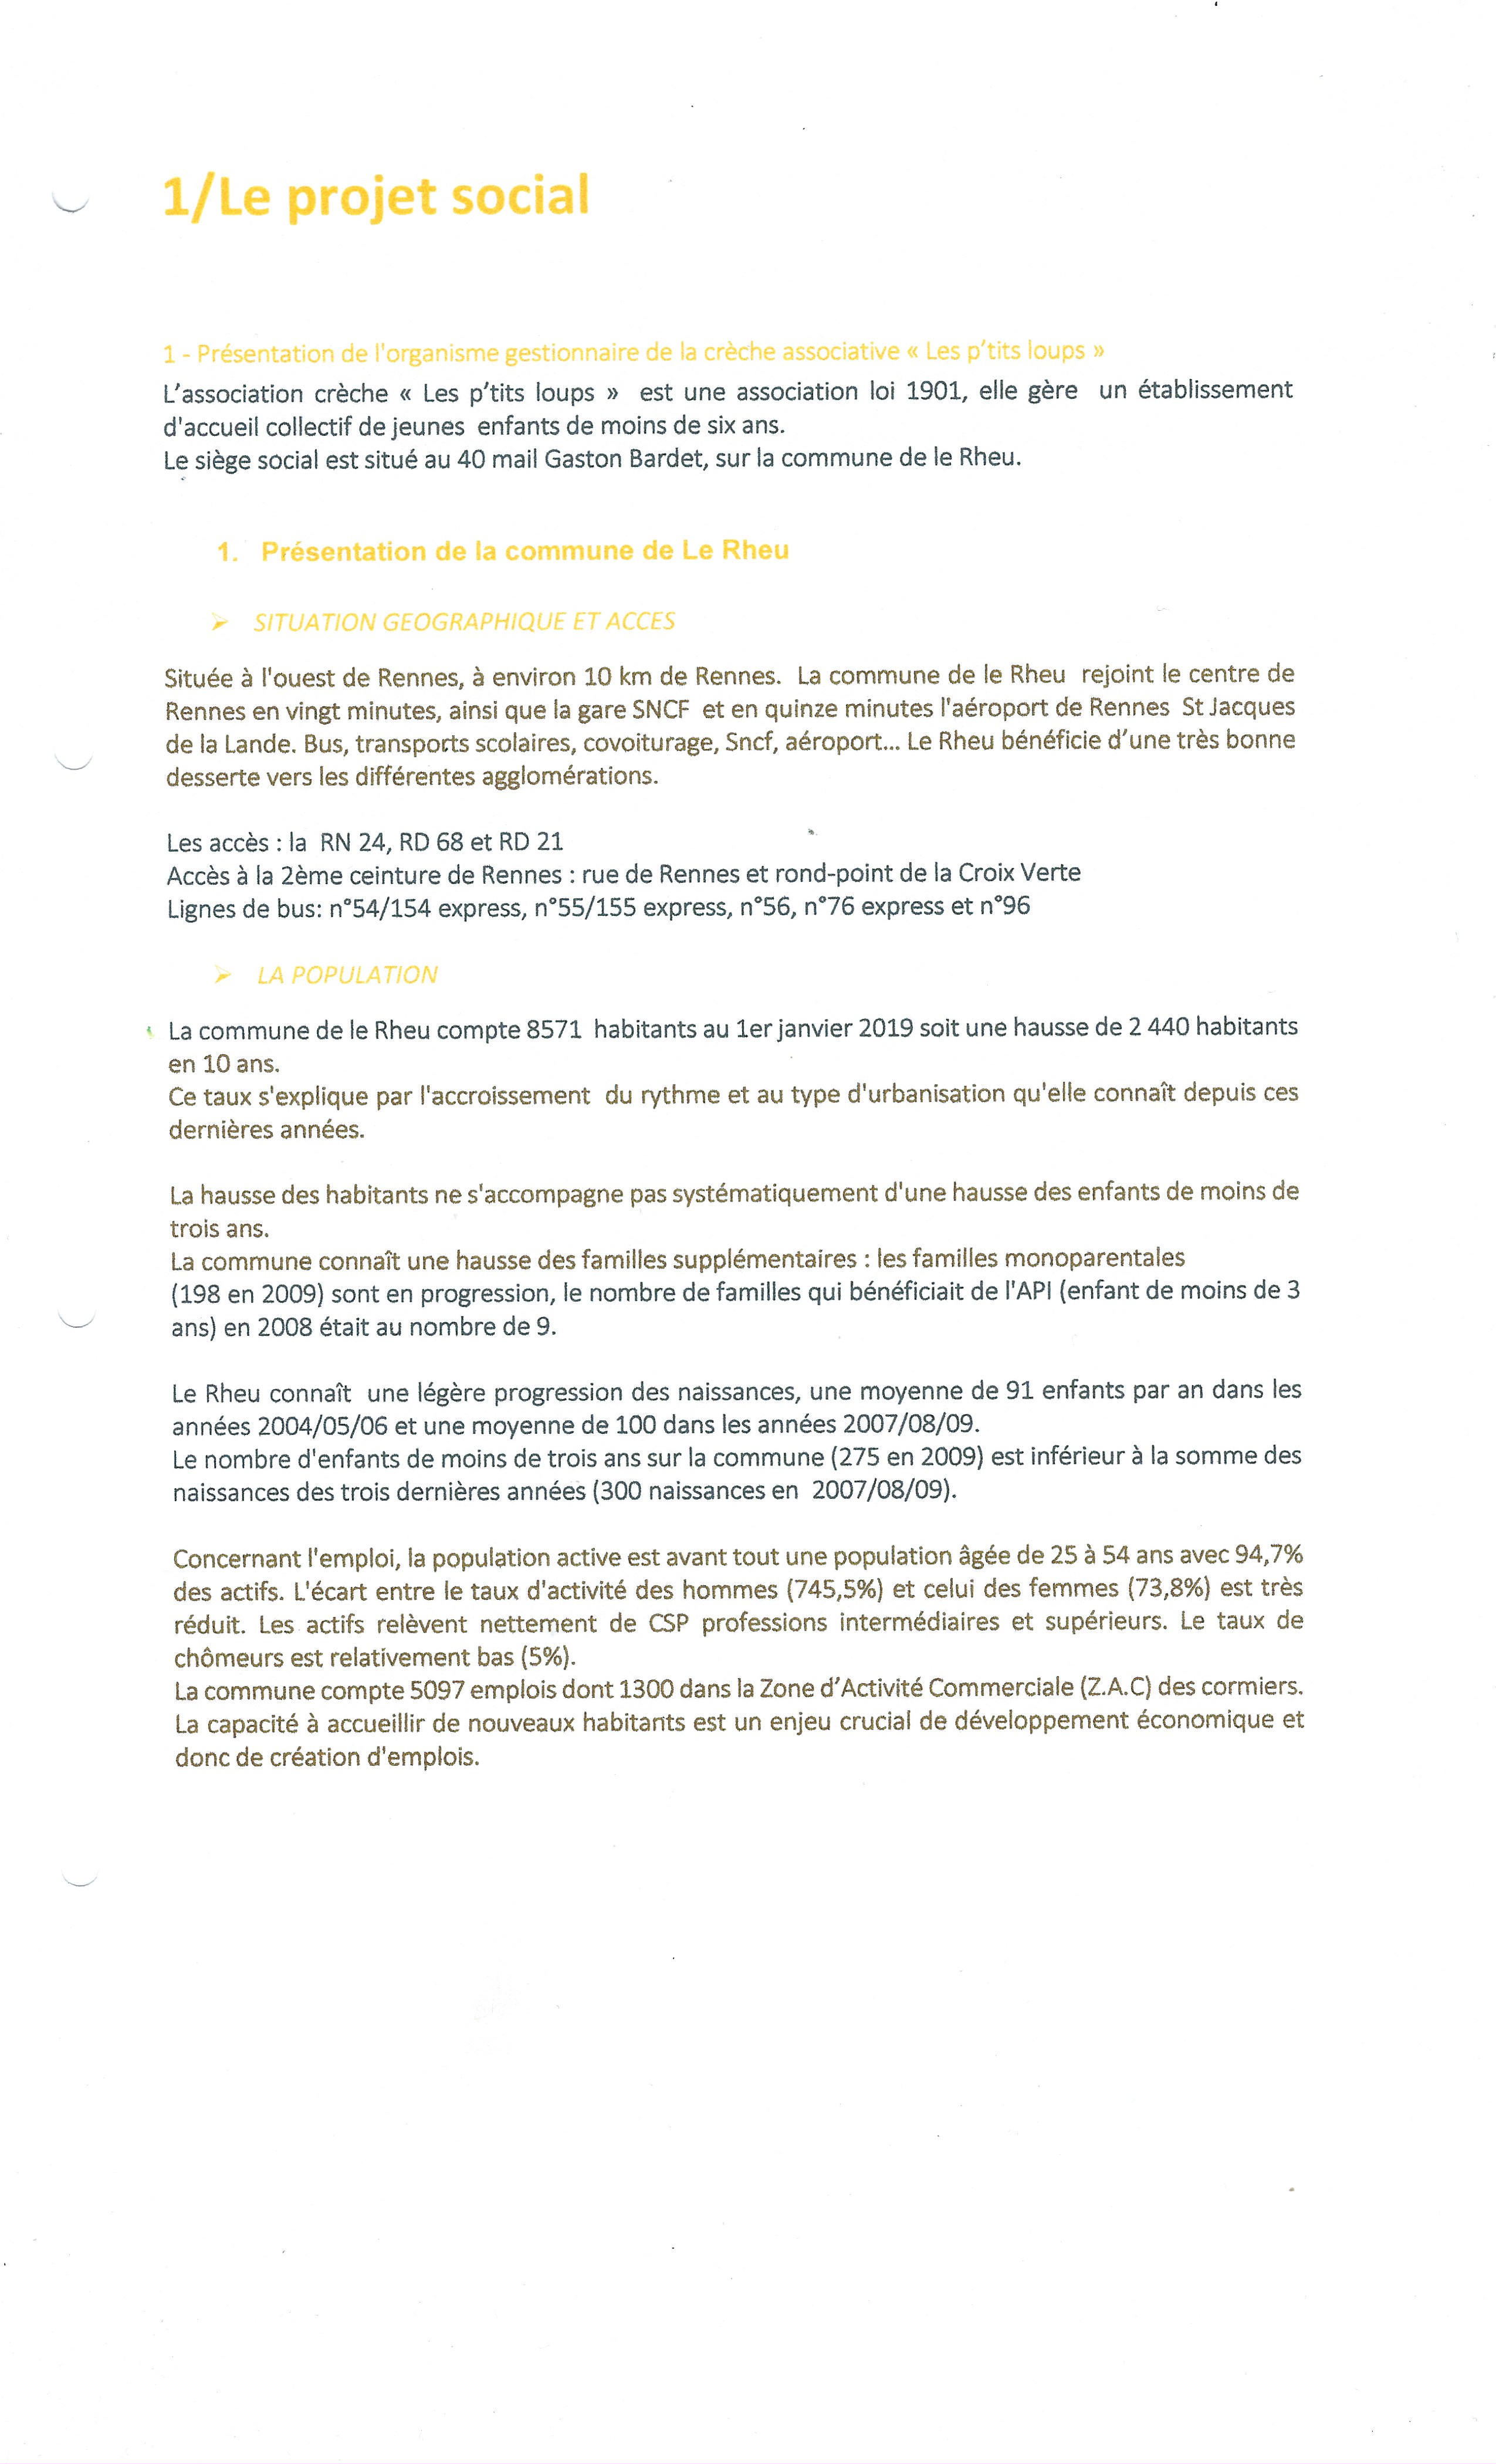 1/Le projet social
1 - Présentation de l'organisme gestionnaire de la crèche associative « Les p'tits loups »
L'association crèche « Les p'tits loups » est une association loi 1901, elle gère un établissement
d'accueil collectif de jeunes enfants de moins de six ans.
Le siège social est situé au 40 mail Gaston Bardet, sur la commune de le Rheu.
1. Présentation de la commune de Le Rheu
➢ SITUATION GEOGRAPHIQUE ET ACCES
Située à l'ouest de Rennes, à environ 10 km de Rennes. La commune de le Rheu rejoint le centre de
Rennes en vingt minutes, ainsi que la gare SNCF et en quinze minutes l'aéroport de Rennes St Jacques
de la Lande. Bus, transports scolaires, covoiturage, Sncf, aéroport... Le Rheu bénéficie d'une très bonne
desserte vers les différentes agglomérations.
Les accès : la RN 24, RD 68 et RD 21
Accès à la 2ème ceinture de Rennes : rue de Rennes et rond-point de la Croix Verte
Lignes de bus: n°54/154 express, n°55/155 express, n°56, n°76 express et n°96
➢ LA POPULATION
La commune de le Rheu compte 8571 habitants au 1er janvier 2019 soit une hausse de 2 440 habitants
en 10 ans.
Ce taux s'explique par l'accroissement du rythme et au type d'urbanisation qu'elle connaît depuis ces
dernières années.
La hausse des habitants ne s'accompagne pas systématiquement d'une hausse des enfants de moins de
trois ans.
La commune connaît une hausse des familles supplémentaires : les familles monoparentales
(198 en 2009) sont en progression, le nombre de familles qui bénéficiait de l'API (enfant de moins de 3
ans) en 2008 était au nombre de 9.
Le Rheu connaît une légère progression des naissances, une moyenne de 91 enfants par an dans les
années 2004/05/06 et une moyenne de 100 dans les années 2007/08/09.
Le nombre d'enfants de moins de trois ans sur la commune (275 en 2009) est inférieur à la somme des
naissances des trois dernières années (300 naissances en 2007/08/09).
Concernant l'emploi, la population active est avant tout une population âgée de 25 à 54 ans avec 94,7%
des actifs. L'écart entre le taux d'activité des hommes (745,5%) et celui des femmes (73,8%) est très
réduit. Les actifs relèvent nettement de CSP professions intermédiaires et supérieurs. Le taux de
chômeurs est relativement bas (5%).
La commune compte 5097 emplois dont 1300 dans la Zone d'Activité Commerciale (Z.A.C) des cormiers.
La capacité à accueillir de nouveaux habitants est un enjeu crucial de développement économique et
donc de création d'emplois.